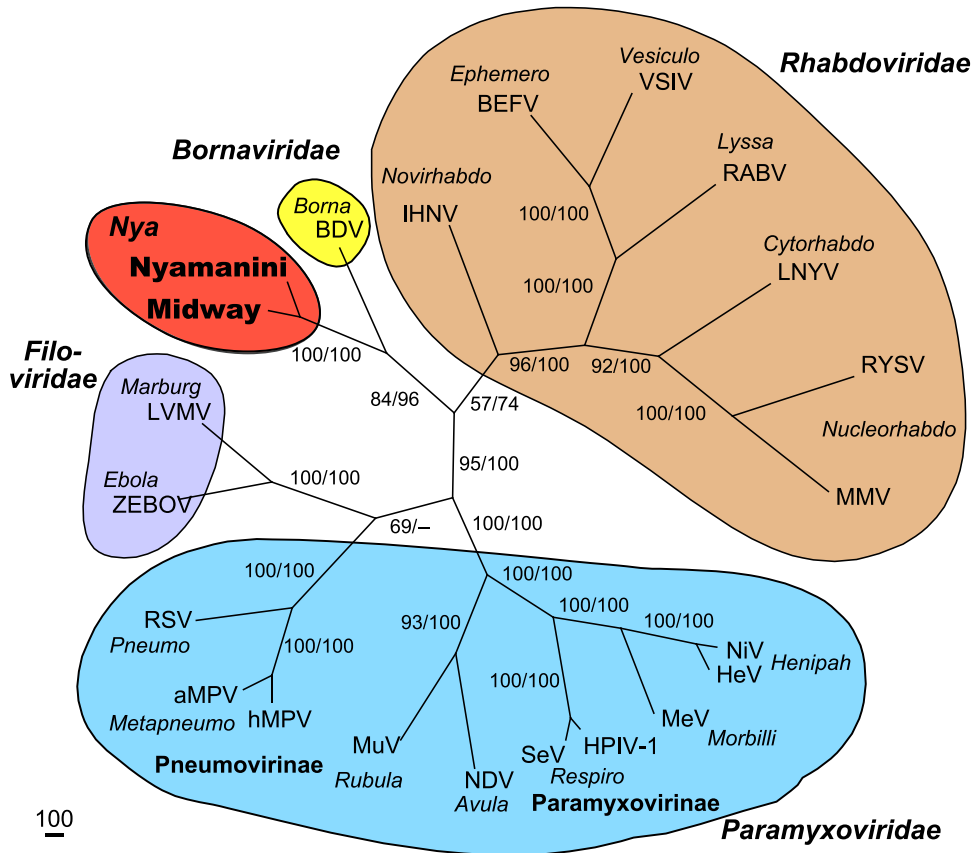 Rhabdoviridae
Vesiculo
VSIV
Ephemero
BEFV
Lyssa
RABV
Bornaviridae
Novirhabdo
IHNV
Borna
BDV
Nya
Nyamanini
Midway
100/100
Cytorhabdo
LNYV
100/100
100/100
96/100
92/100
RYSV
Filo-
viridae
Marburg
LVMV
84/96
57/74
100/100
Nucleorhabdo
MMV
Ebola
ZEBOV
100/100
95/100
69/–
100/100
100/100
100/100
RSV
Pneumo
100/100
93/100
100/100
100/100
NiV
HeV
Henipah
aMPV
hMPV
Metapneumo
100/100
MeV
Morbilli
MuV
Rubula
SeV
HPIV-1
Respiro
Pneumovirinae
NDV
Avula
Paramyxovirinae
Paramyxoviridae
100